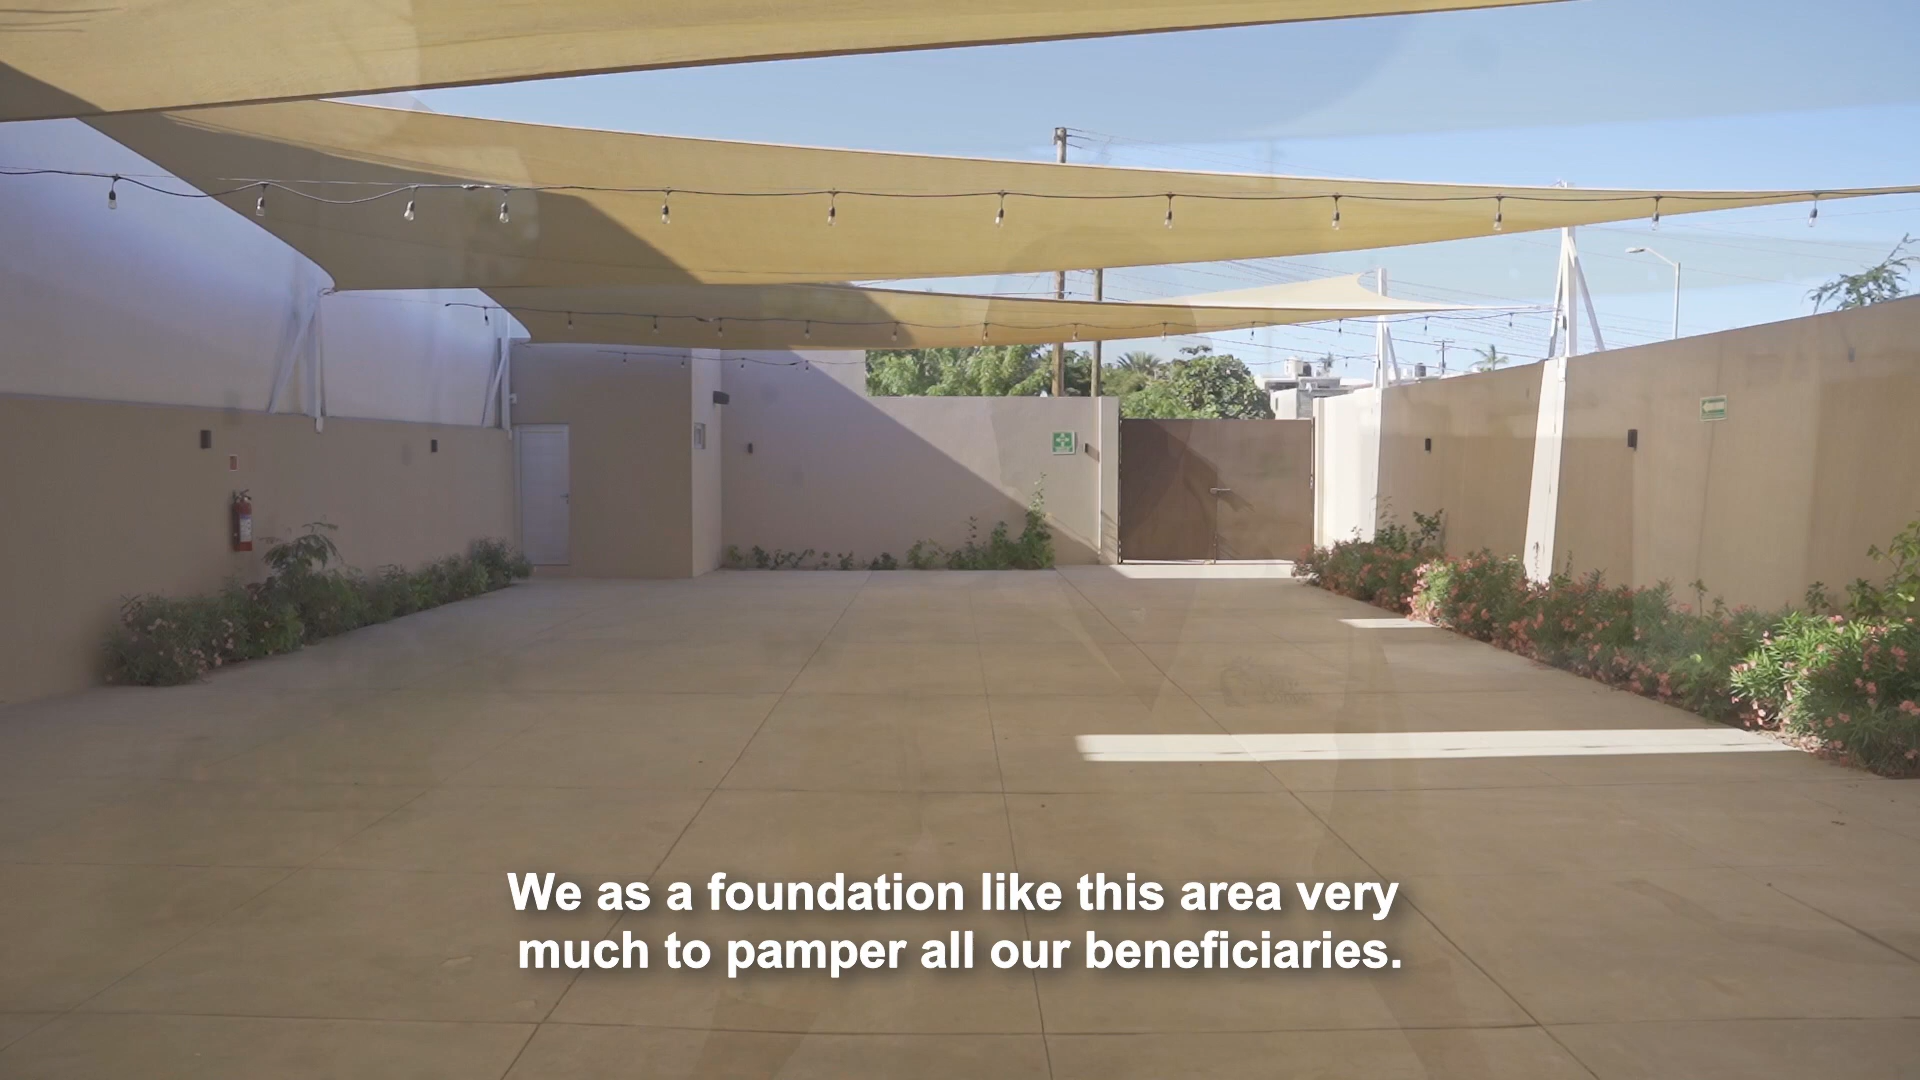 We as a foundation like this area very
much to pamper all our beneficiaries.